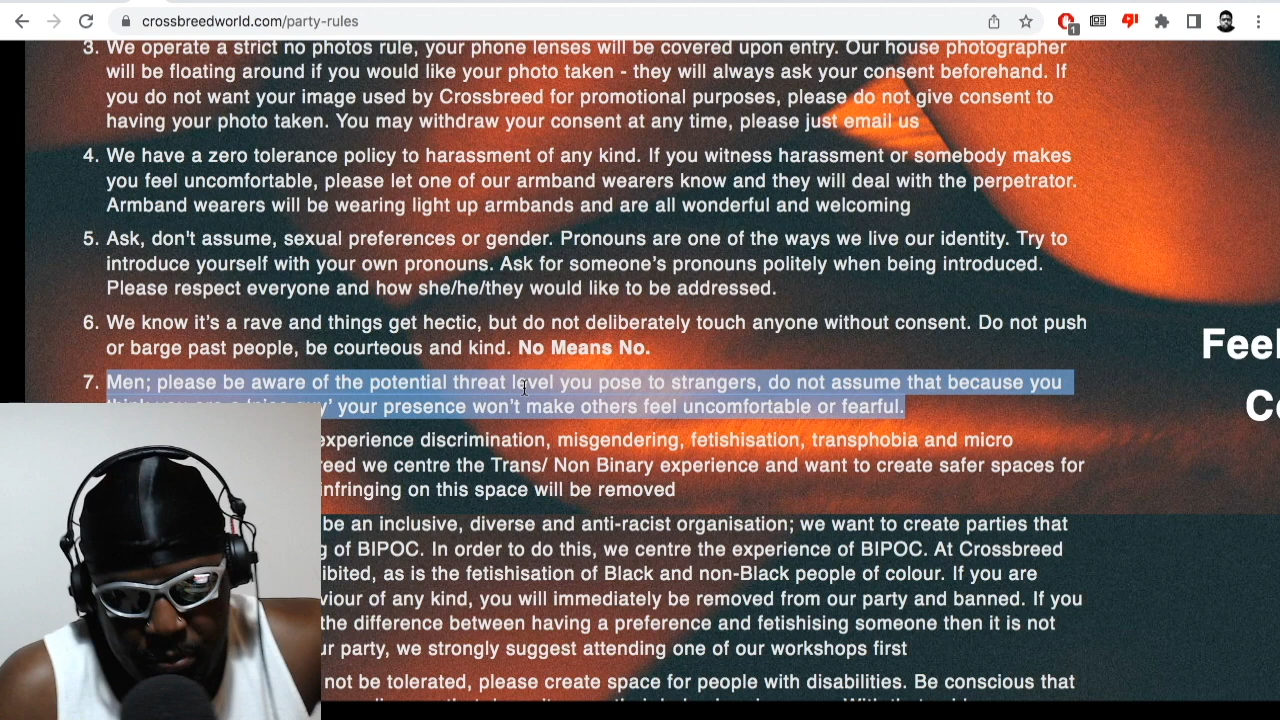 crossbreedworld.com/party-rules
1
3. We operate a strict no photos rule, your phone lenses will be covered upon entry. Our house photographer
will be floating around if you would like your photo taken - they will always ask your consent beforehand. If
you do not want your image used by Crossbreed for promotional purposes, please do not give consent to
having your photo taken. You may withdraw your consent at any time, please just email us
4. We have a zero tolerance policy to harassment of any kind. If you witness harassment or somebody makes
you feel uncomfortable, please let one of our armband wearers know and they will deal with the perpetrator.
Armband wearers will be wearing light up armbands and are all wonderful and welcoming
5. Ask, don't assume, sexual preferences or gender. Pronouns are one of the ways we live our identity. Try to
introduce yourself with your own pronouns. Ask for someone's pronouns politely when being introduced.
Please respect everyone and how she/he/they would like to be addressed.
6. We know it's a rave and things get hectic, but do not deliberately touch anyone without consent. Do not push
or barge past people, be courteous and kind. No Means No.
Feel
Co
7. Men; please be aware of the potential threat level you pose to strangers, do not assume that because you
your presence won't make others feel uncomfortable or fearful.
experience discrimination, misgendering, fetishisation, transphobia and micro
reed we centre the Trans/ Non Binary experience and want to create safer spaces for
infringing on this space will be removed
be an inclusive, diverse and anti-racist organisation; we want to create parties that
g of BIPOC. In order to do this, we centre the experience of BIPOC. At Crossbreed
ibited, as is the fetishisation of Black and non-Black people of colour. If you are
viour of any kind, you will immediately be removed from our party and banned. If you
the difference between having a preference and fetishising someone then it is not
ur party, we strongly suggest attending one of our workshops first
not be tolerated, please create space for people with disabilities. Be conscious that